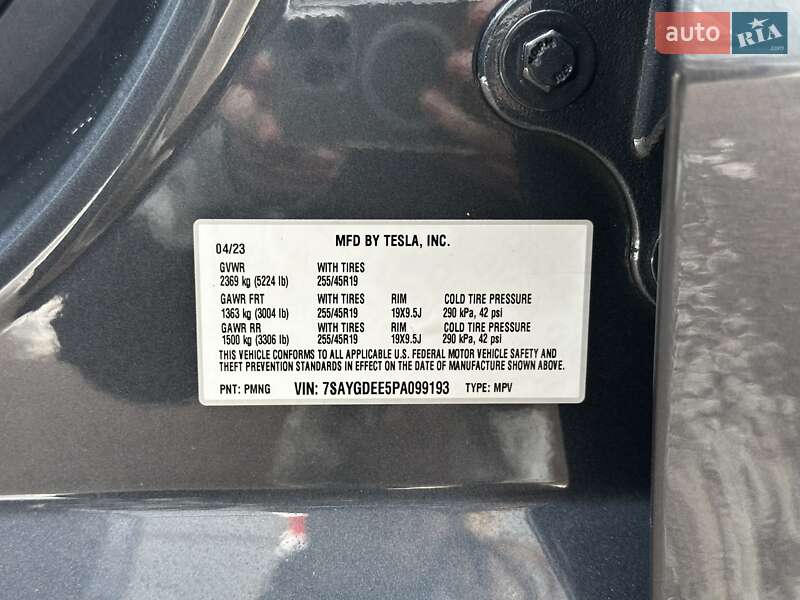 auto RIA.com
04/23 MFD BY TESLA, INC.
GVWR WITH TIRES
2369 kg (5224 lb) 255/45R19
GAWR FRT WITH TIRES RIM COLD TIRE PRESSURE
1363 kg (3004 lb) 255/45R19 19X9.5J 290 kPa, 42 psi
GAWR RR WITH TIRES RIM COLD TIRE PRESSURE
1500 kg (3306 lb) 255/45R19 19X9.5J 290 kPa, 42 psi
THIS VEHICLE CONFORMS TO ALL APPLICABLE U.S. FEDERAL MOTOR VEHICLE SAFETY AND
THEFT PREVENTION STANDARDS IN EFFECT ON THE DATE OF MANUFACTURE SHOWN ABOVE.
PNT: PMNG VIN: 7SAYGDEE5PA099193 TYPE: MPV